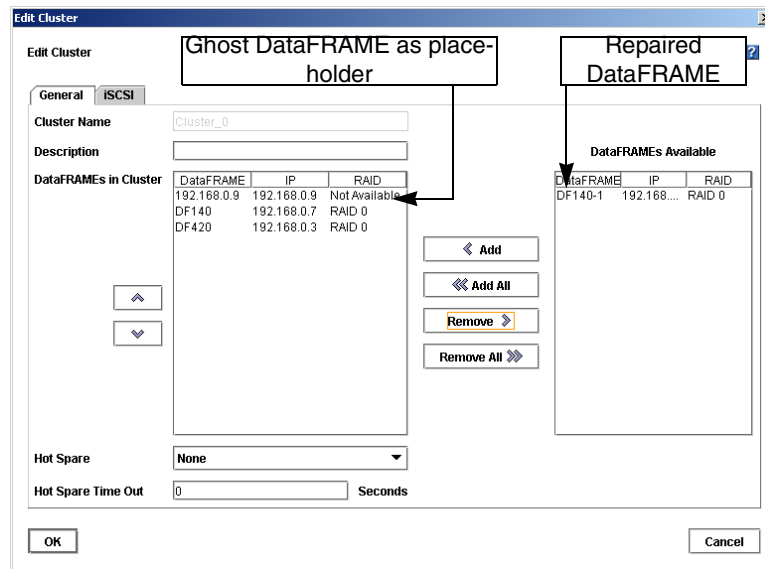 Edit Cluster
Edit Cluster
Ghost DataFRAME as place-
holder
Repaired
DataFRAME
?
General iSCSI
Cluster Name Cluster_0
Description
DataFRAMEs Available
DataFRAMEs in Cluster
DataFRAME IP RAID
192.168.0.9 192.168.0.9 Not Available
DF140 192.168.0.7 RAID 0
DF420 192.168.0.3 RAID 0
DataFRAME IP RAID
DF140-1 192.168.... RAID 0
Add
Add All
Remove
Remove All
Hot Spare None
Hot Spare Time Out 0 Seconds
OK Cancel